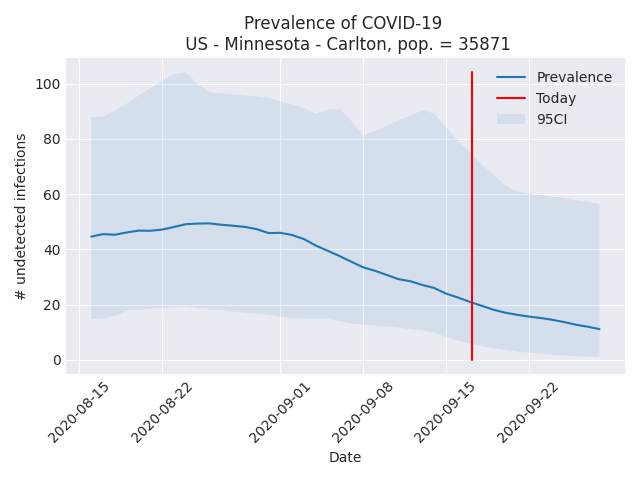 Prevalence of COVID-19
US - Minnesota - Carlton, pop. = 35871
Prevalence
Today
95CI
# undetected infections
100
80
60
40
20
0
2020-08-15
2020-08-22
2020-09-01
2020-09-08
2020-09-15
2020-09-22
Date